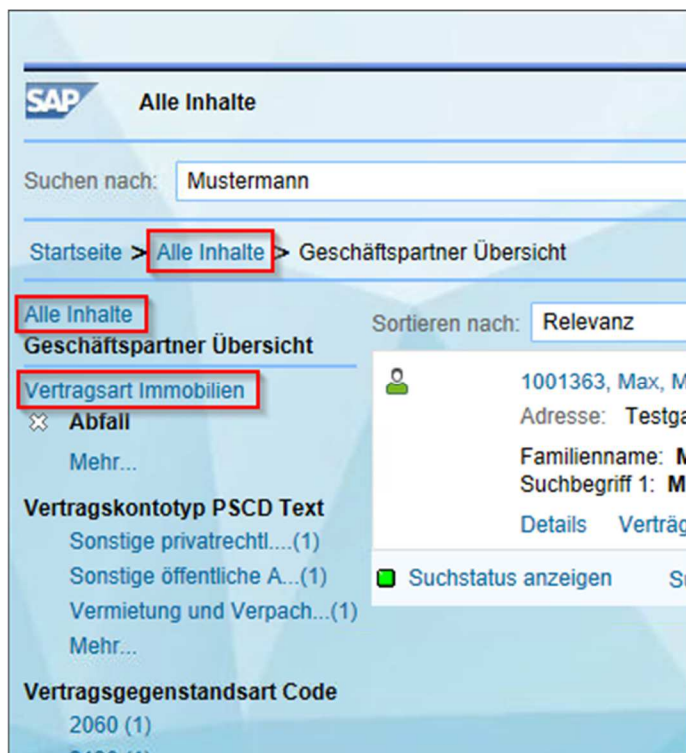 SAP Alle Inhalte
Suchen nach: Mustermann
Startseite > Alle Inhalte > Geschäftspartner Übersicht
Alle Inhalte
Geschäftspartner Übersicht
Vertragsart Immobilien
Abfall
Mehr...
Vertragskontotyp PSCD Text
Sonstige privatrechtl....(1)
Sonstige öffentliche A...(1)
Vermietung und Verpach...(1)
Mehr...
Vertragsgegenstandsart Code
2060 (1)
Sortieren nach: Relevanz
1001363, Max, M
Adresse: Testga
Familienname: M
Suchbegriff 1: M
Details Verträg
Suchstatus anzeigen